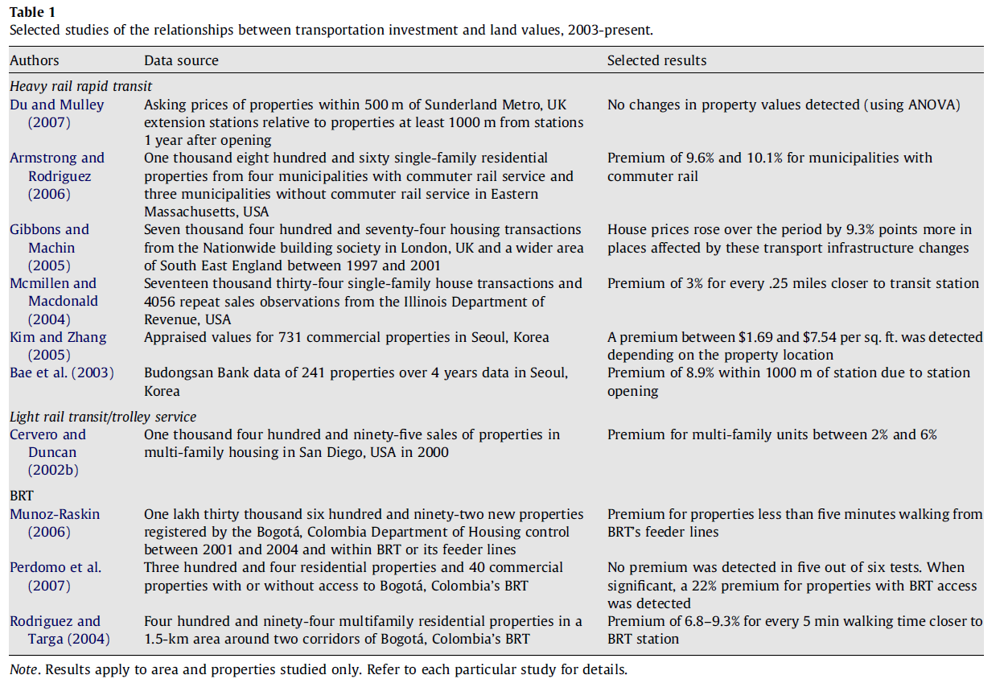 Table 1
Selected studies of the relationships between transportation investment and land values, 2003-present.
Authors Data source Selected results
Heavy rail rapid transit
Du and Mulley Asking prices of properties within 500 m of Sunderland Metro, UK No changes in property values detected (using ANOVA)
(2007) extension stations relative to properties at least 1000 m from stations
1 year after opening
Armstrong and One thousand eight hundred and sixty single-family residential Premium of 9.6% and 10.1% for municipalities with
Rodriguez properties from four municipalities with commuter rail service and commuter rail
(2006) three municipalities without commuter rail service in Eastern
Massachusetts, USA
Gibbons and Seven thousand four hundred and seventy-four housing transactions House prices rose over the period by 9.3% points more in
Machin from the Nationwide building society in London, UK and a wider area places affected by these transport infrastructure changes
(2005) of South East England between 1997 and 2001
Mcmillen and Seventeen thousand thirty-four single-family house transactions and Premium of 3% for every .25 miles closer to transit station
Macdonald 4056 repeat sales observations from the Illinois Department of
(2004) Revenue, USA
Kim and Zhang Appraised values for 731 commercial properties in Seoul, Korea A premium between $1.69 and $7.54 per sq. ft. was detected
(2005) depending on the property location
Bae et al. (2003) Budongsan Bank data of 241 properties over 4 years data in Seoul, Premium of 8.9% within 1000 m of station due to station
Korea opening
Light rail transit/trolley service
Cervero and One thousand four hundred and ninety-five sales of properties in Premium for multi-family units between 2% and 6%
Duncan multi-family housing in San Diego, USA in 2000
(2002b)
BRT
Munoz-Raskin One lakh thirty thousand six hundred and ninety-two new properties Premium for properties less than five minutes walking from
(2006) registered by the Bogotá, Colombia Department of Housing control BRT's feeder lines
between 2001 and 2004 and within BRT or its feeder lines
Perdomo et al. Three hundred and four residential properties and 40 commercial No premium was detected in five out of six tests. When
(2007) properties with or without access to Bogotá, Colombia's BRT significant, a 22% premium for properties with BRT access
was detected
Rodriguez and Four hundred and ninety-four multifamily residential properties in a Premium of 6.8–9.3% for every 5 min walking time closer to
Targa (2004) 1.5-km area around two corridors of Bogotá, Colombia's BRT BRT station
Note. Results apply to area and properties studied only. Refer to each particular study for details.